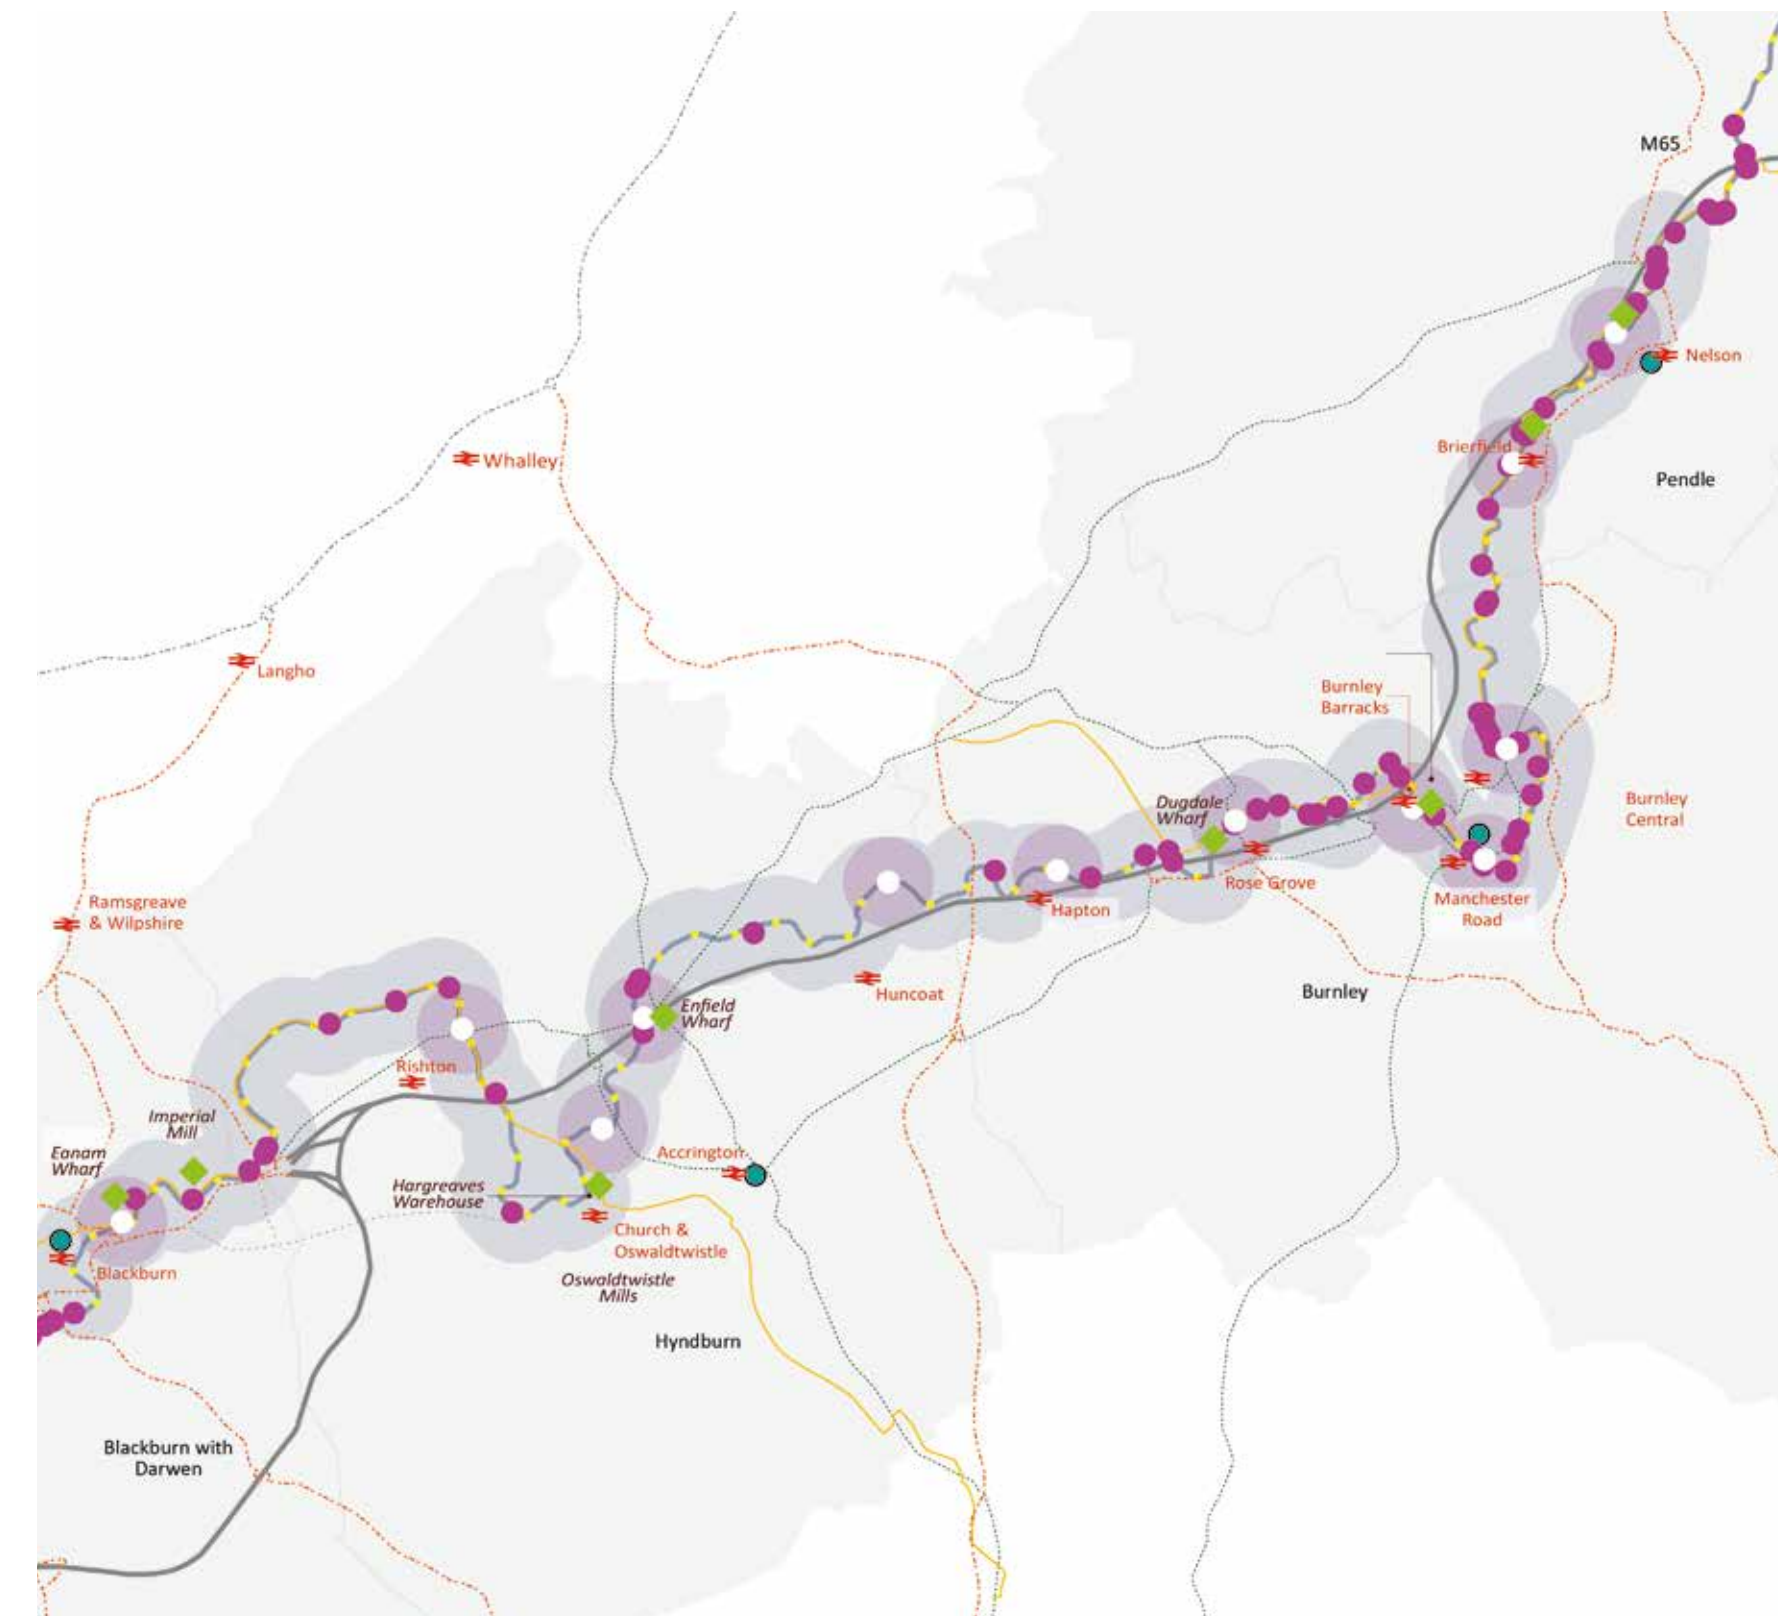 M65
Nelson
Brierfield
Whalley
Pendle
Langho
Burnley
Barracks
Dugdale
Wharf
Burnley
Central
Rose Grove
Ramsgreave
& Wilpshire
Hapton
Manchester
Road
Huncoat
Burnley
Enfield
Wharf
Rishton
Imperial
Mill
Eanam
Wharf
Accrington
Hargreaves
Warehouse
Church &
Oswaldtwistle
Blackburn
Oswaldtwistle
Mills
Hyndburn
Blackburn with
Darwen